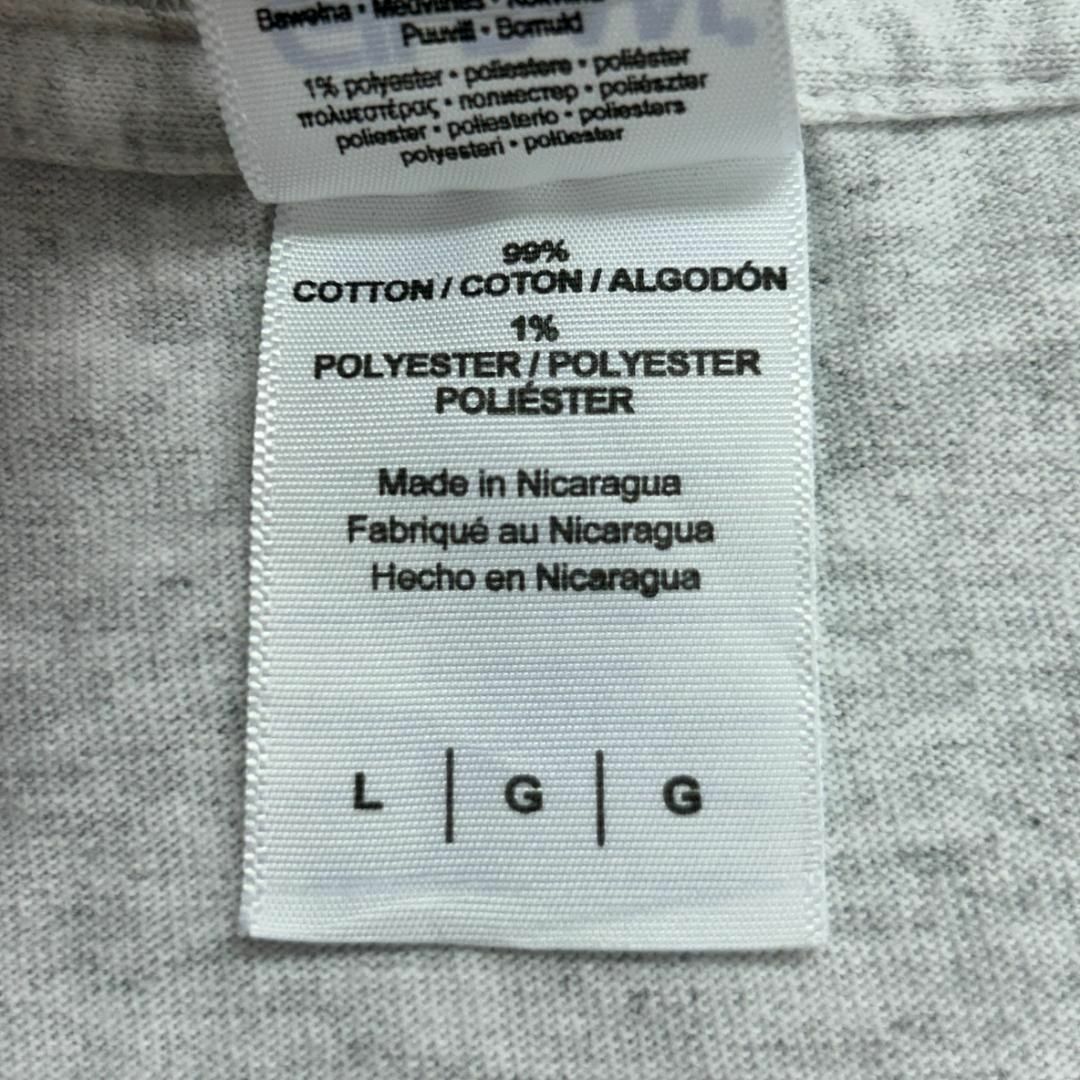 Bawełna •
Puuvill • Bomuld
1% polyester • poliestere • poliéster
πολυεστέρας • полиестер • poliészter
poliester • poliesterio • poliesters
polyesteri • polüester
99%
COTTON / COTON / ALGODÓN
1%
POLYESTER / POLYESTER
POLIÉSTER
Made in Nicaragua
Fabriqué au Nicaragua
Hecho en Nicaragua
L | G | G